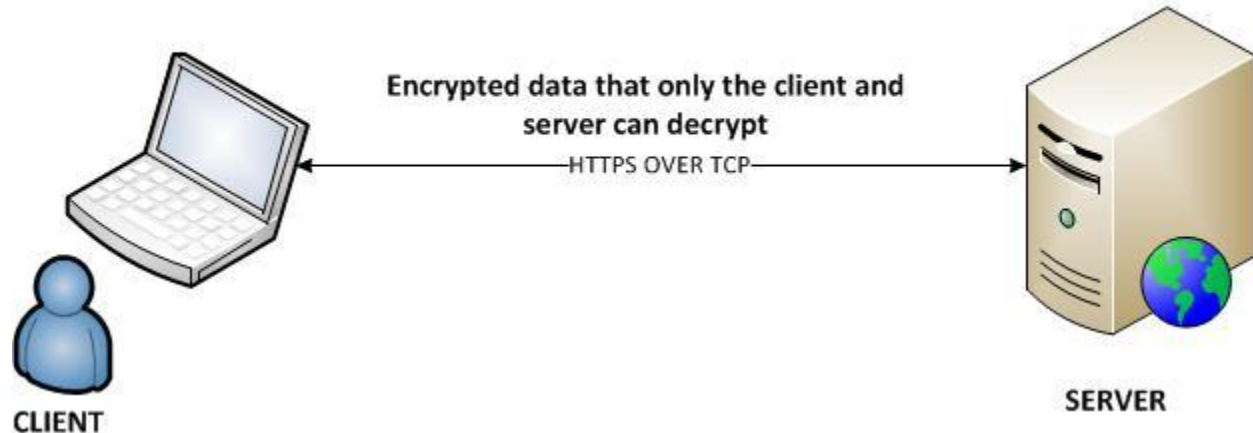 Encrypted data that only the client and
server can decrypt
HTTPS OVER TCP
CLIENT
SERVER